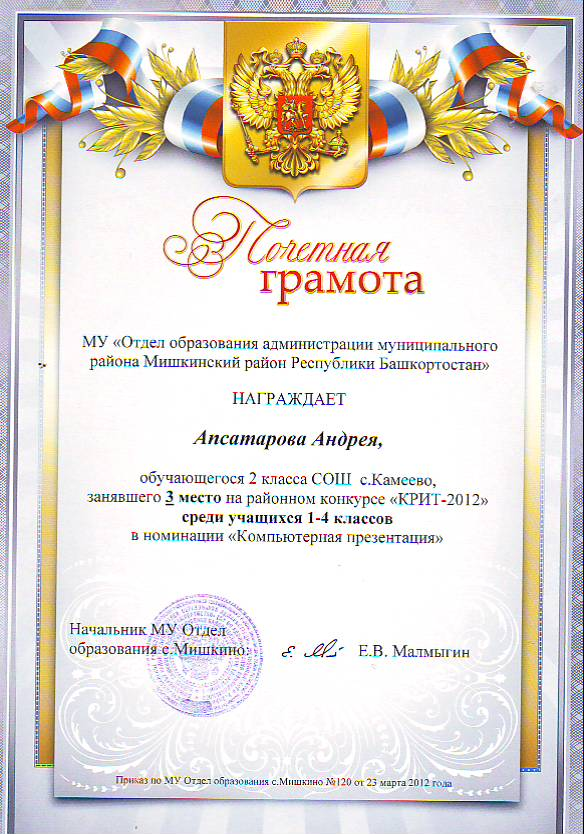 Почетная
грамота
МУ «Отдел образования администрации муниципального
района Мишкинский район Республики Башкортостан»
НАГРАЖДАЕТ
Апсатарова Андрея,
обучающегося 2 класса СОШ с.Камеево,
занявшего 3 место на районном конкурсе «КРИТ-2012»
среди учащихся 1-4 классов
в номинации «Компьютерная презентация»
Начальник МУ Отдел
образования с.Мишкино:
Е.В. Малмыгин
Приказ по МУ Отдел образования с.Мишкино №120 от 23 марта 2012 года